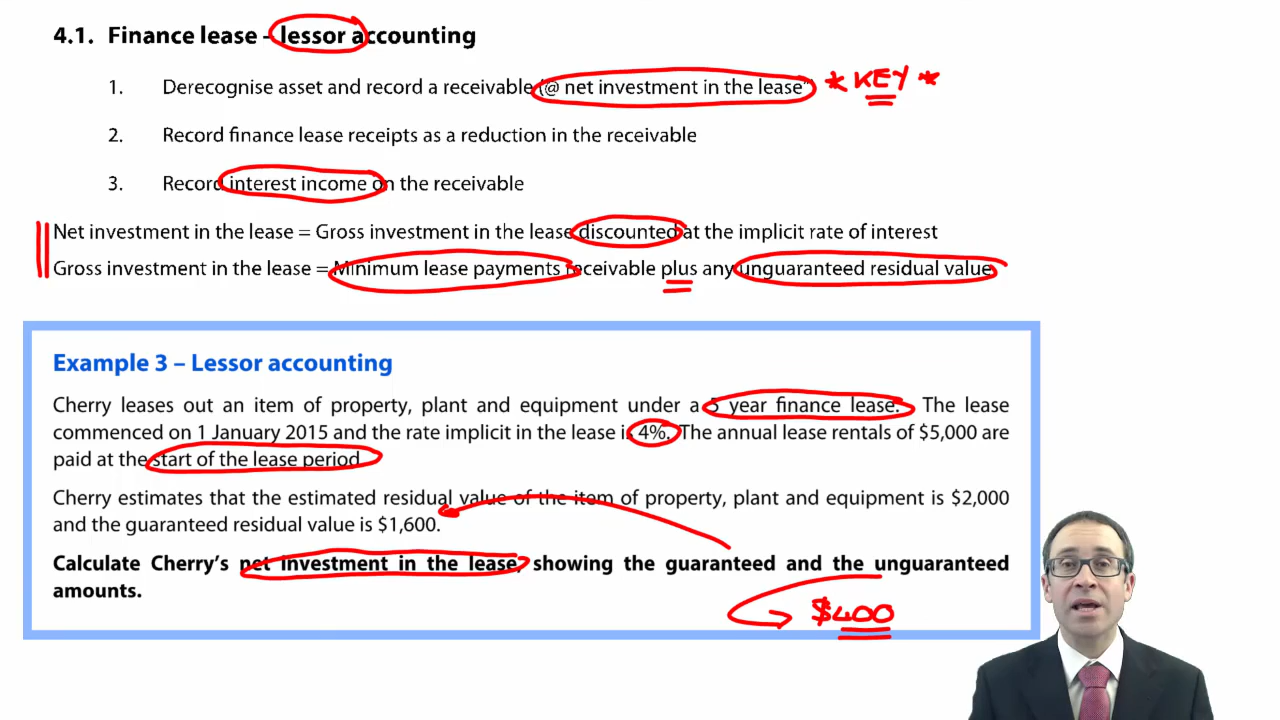 4.1. Finance lease - lessor accounting
1. Derecognise asset and record a receivable (@ net investment in the lease") * KEY *
2. Record finance lease receipts as a reduction in the receivable
3. Record interest income on the receivable
Net investment in the lease = Gross investment in the lease discounted at the implicit rate of interest
Gross investment in the lease = Minimum lease payments receivable plus any unguaranteed residual value
Example 3 – Lessor accounting
Cherry leases out an item of property, plant and equipment under a year finance lease. The lease
commenced on 1 January 2015 and the rate implicit in the lease is 4%. The annual lease rentals of $5,000 are
paid at the start of the lease period
Cherry estimates that the estimated residual value of the item of property, plant and equipment is $2,000
and the guaranteed residual value is $1,600.
Calculate Cherry's net investment in the lease, showing the guaranteed and the unguaranteed
amounts.
$400